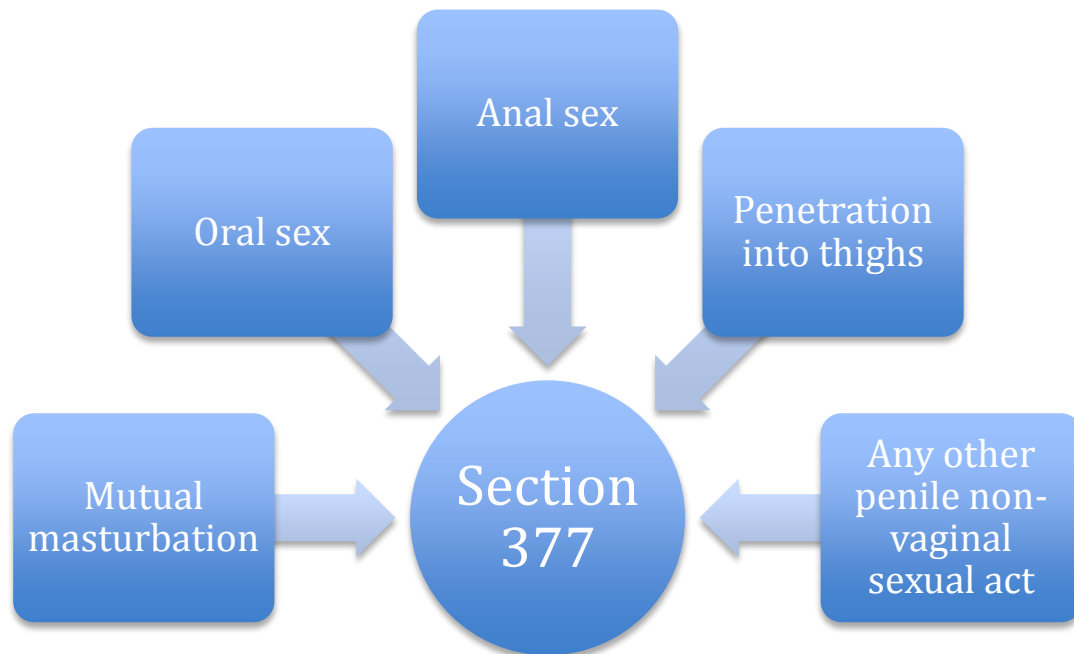 Anal sex
Oral sex
Penetration
into thighs
Mutual
masturbation
Section
377
Any other
penile non-
vaginal
sexual act